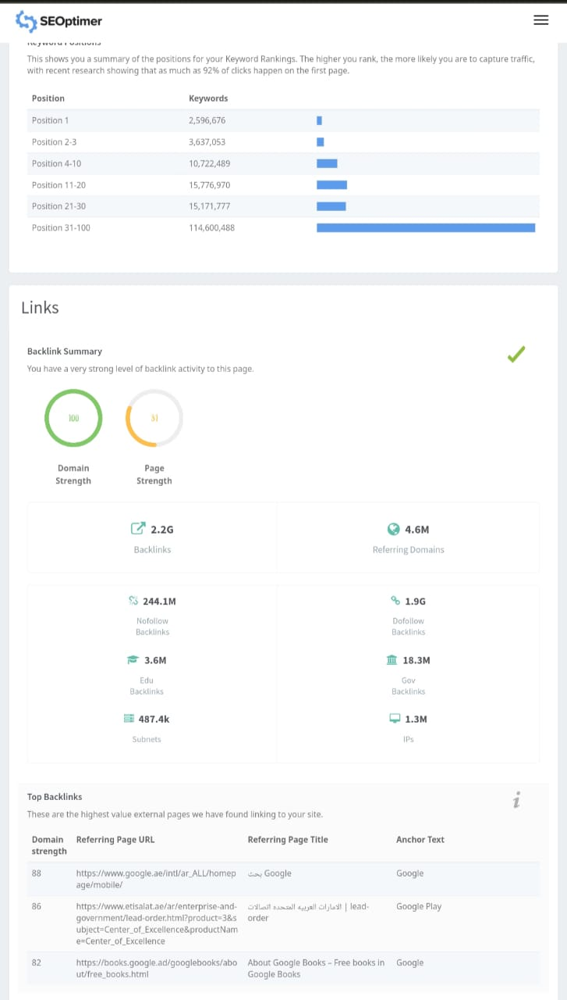 SEOptimer
Keyword Positions
This shows you a summary of the positions for your Keyword Rankings. The higher you rank, the more likely you are to capture traffic,
with recent research showing that as much as 92% of clicks happen on the first page.
Position Keywords
Position 1 2,596,676
Position 2-3 3,637,053
Position 4-10 10,722,489
Position 11-20 15,776,970
Position 21-30 15,171,777
Position 31-100 114,600,488
Links
Backlink Summary
You have a very strong level of backlink activity to this page.
100 31
Domain Page
Strength Strength
2.2G 4.6M
Backlinks Referring Domains
244.1M 1.9G
Nofollow Dofollow
Backlinks Backlinks
3.6M 18.3M
Edu Gov
Backlinks Backlinks
487.4k 1.3M
Subnets IPs
Top Backlinks
These are the highest value external pages we have found linking to your site.
Domain Referring Page URL Referring Page Title Anchor Text
strength
88 https://www.google.ae/intl/ar_ALL/homep بحث Google Google
age/mobile/
86 https://www.etisalat.ae/ar/enterprise-and- الامارات العربيه المتحده اتصالات | lead- Google Play
government/lead-order.html?product=3&s order
ubject=Center_of_Excellence&productNam
e=Center_of_Excellence
82 https://books.google.ad/googlebooks/abo About Google Books – Free books in Google
ut/free_books.html Google Books